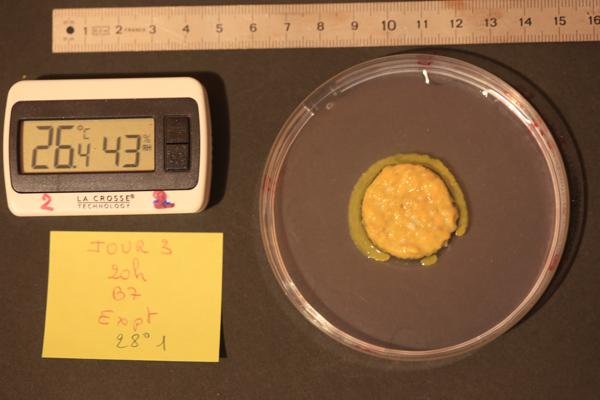 1 2 FRANCE 3 4 5 6 7 8 9 10 11 12 13 14 15 16
26.4 °C 43 % RH
LA CROSSE®
TECHNOLOGY
2
JOUR 3
20h
B7
Expt
28° 1